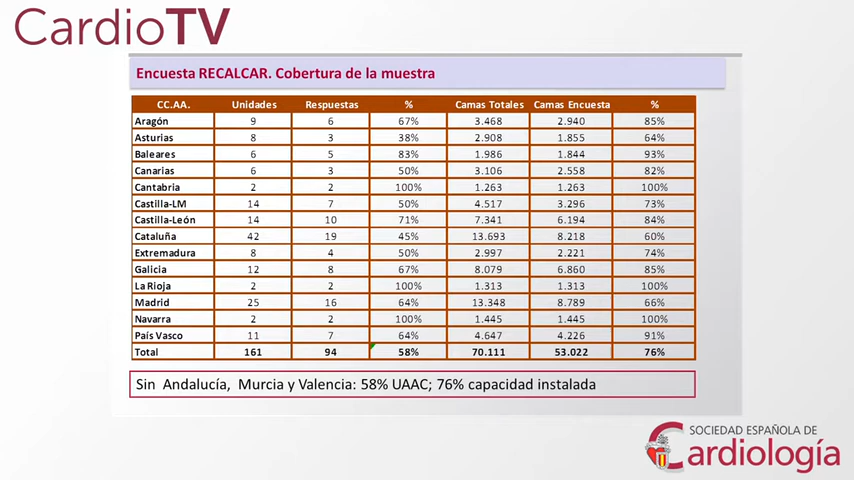 CardioTV
Encuesta RECALCAR. Cobertura de la muestra
CC.AA. Unidades Respuestas % Camas Totales Camas Encuesta %
Aragón 9 6 67% 3.468 2.940 85%
Asturias 8 3 38% 2.908 1.855 64%
Baleares 6 5 83% 1.986 1.844 93%
Canarias 6 3 50% 3.106 2.558 82%
Cantabria 2 2 100% 1.263 1.263 100%
Castilla-LM 14 7 50% 4.517 3.296 73%
Castilla-León 14 10 71% 7.341 6.194 84%
Cataluña 42 19 45% 13.693 8.218 60%
Extremadura 8 4 50% 2.997 2.221 74%
Galicia 12 8 67% 8.079 6.860 85%
La Rioja 2 2 100% 1.313 1.313 100%
Madrid 25 16 64% 13.348 8.789 66%
Navarra 2 2 100% 1.445 1.445 100%
País Vasco 11 7 64% 4.647 4.226 91%
Total 161 94 58% 70.111 53.022 76%
Sin Andalucía, Murcia y Valencia: 58% UAAC; 76% capacidad instalada
SOCIEDAD ESPAÑOLA DE
Cardiología